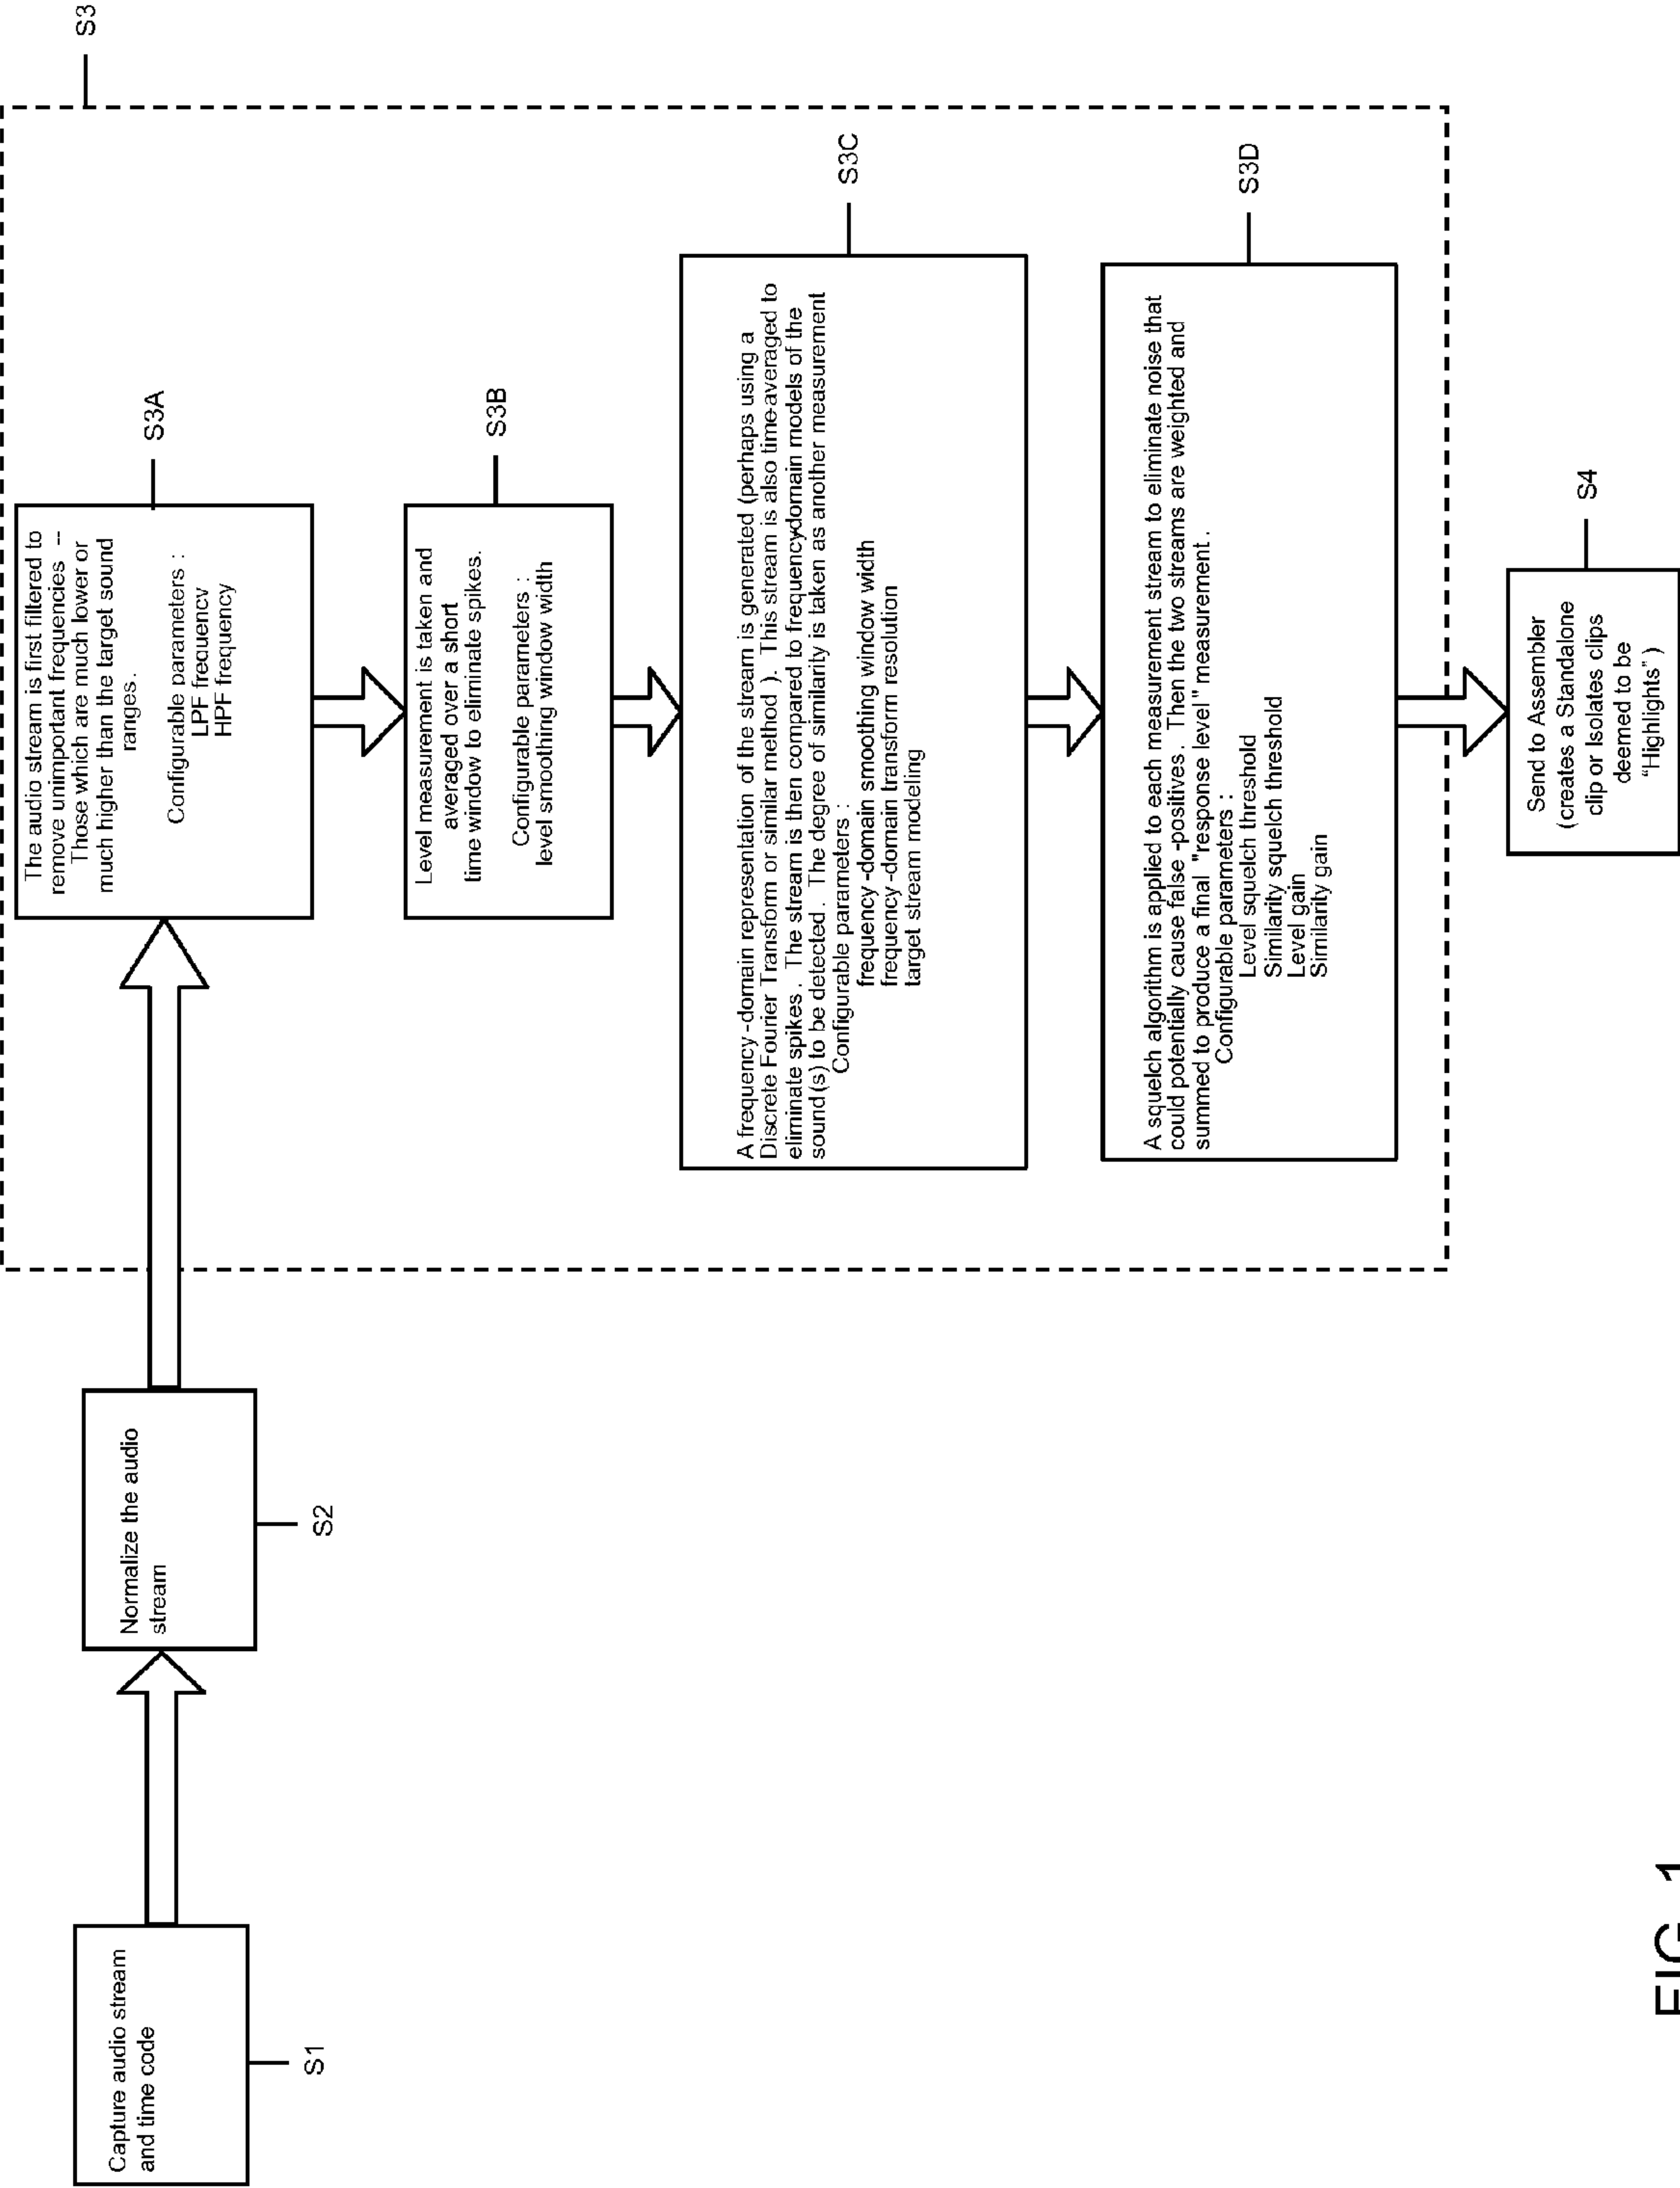 S3
S3A
The audio stream is first filtered to
remove unimportant frequencies --
Those which are much lower or
much higher than the target sound
ranges.
Configurable parameters :
LPF frequency
HPF frequency
S3B
Level measurement is taken and
averaged over a short
time window to eliminate spikes.
Configurable parameters :
level smoothing window width
S3C
A frequency -domain representation of the stream is generated (perhaps using a
Discrete Fourier Transform or similar method ). This stream is also time-averaged to
eliminate spikes . The stream is then compared to frequencydomain models of the
sound (s) to be detected . The degree of similarity is taken as another measurement
Configurable parameters :
frequency -domain smoothing window width
frequency -domain transform resolution
target stream modeling
S3D
A squelch algorithm is applied to each measurement stream to eliminate noise that
could potentially cause false -positives . Then the two streams are weighted and
summed to produce a final "response level" measurement .
Configurable parameters :
Level squelch threshold
Similarity squelch threshold
Level gain
Similarity gain
S4
Send to Assembler
(creates a Standalone
clip or Isolates clips
deemed to be
“Highlights” )
Normalize the audio
stream
S2
Capture audio stream
and time code
S1
FIG. 1